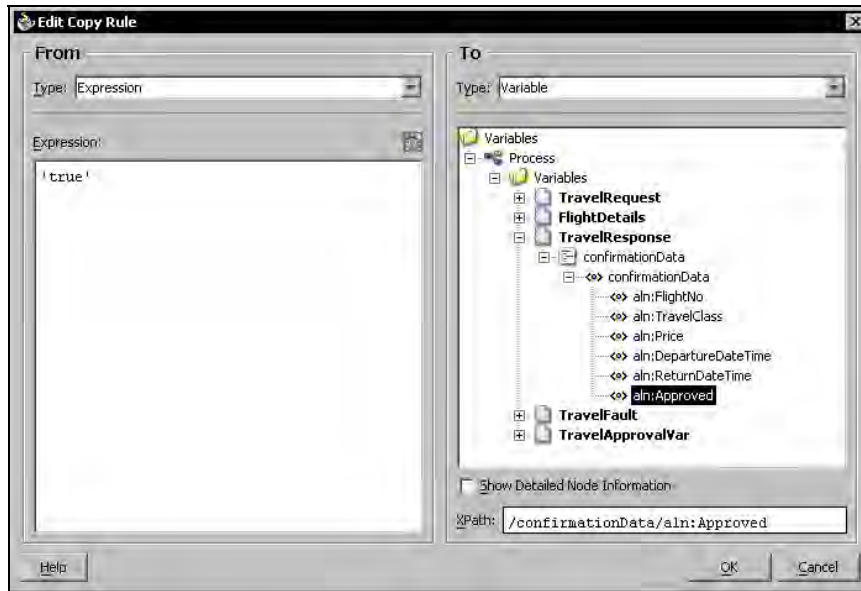 Edit Copy Rule
From
Type: Expression
Expression:
'true'
To
Type: Variable
Variables
Process
Variables
TravelRequest
FlightDetails
TravelResponse
confirmationData
confirmationData
aln:FlightNo
aln:TravelClass
aln:Price
aln:DepartureDateTime
aln:ReturnDateTime
aln:Approved
TravelFault
TravelApprovalVar
Show Detailed Node Information
XPath: /confirmationData/aln:Approved
Help
OK
Cancel